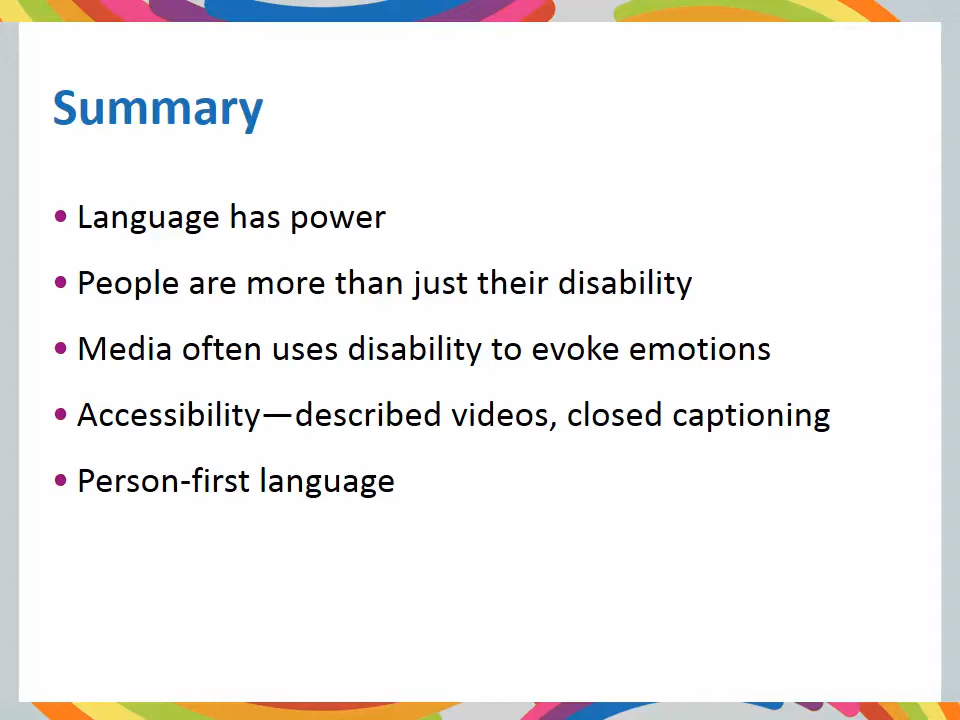 Summary
• Language has power
• People are more than just their disability
• Media often uses disability to evoke emotions
• Accessibility—described videos, closed captioning
• Person-first language